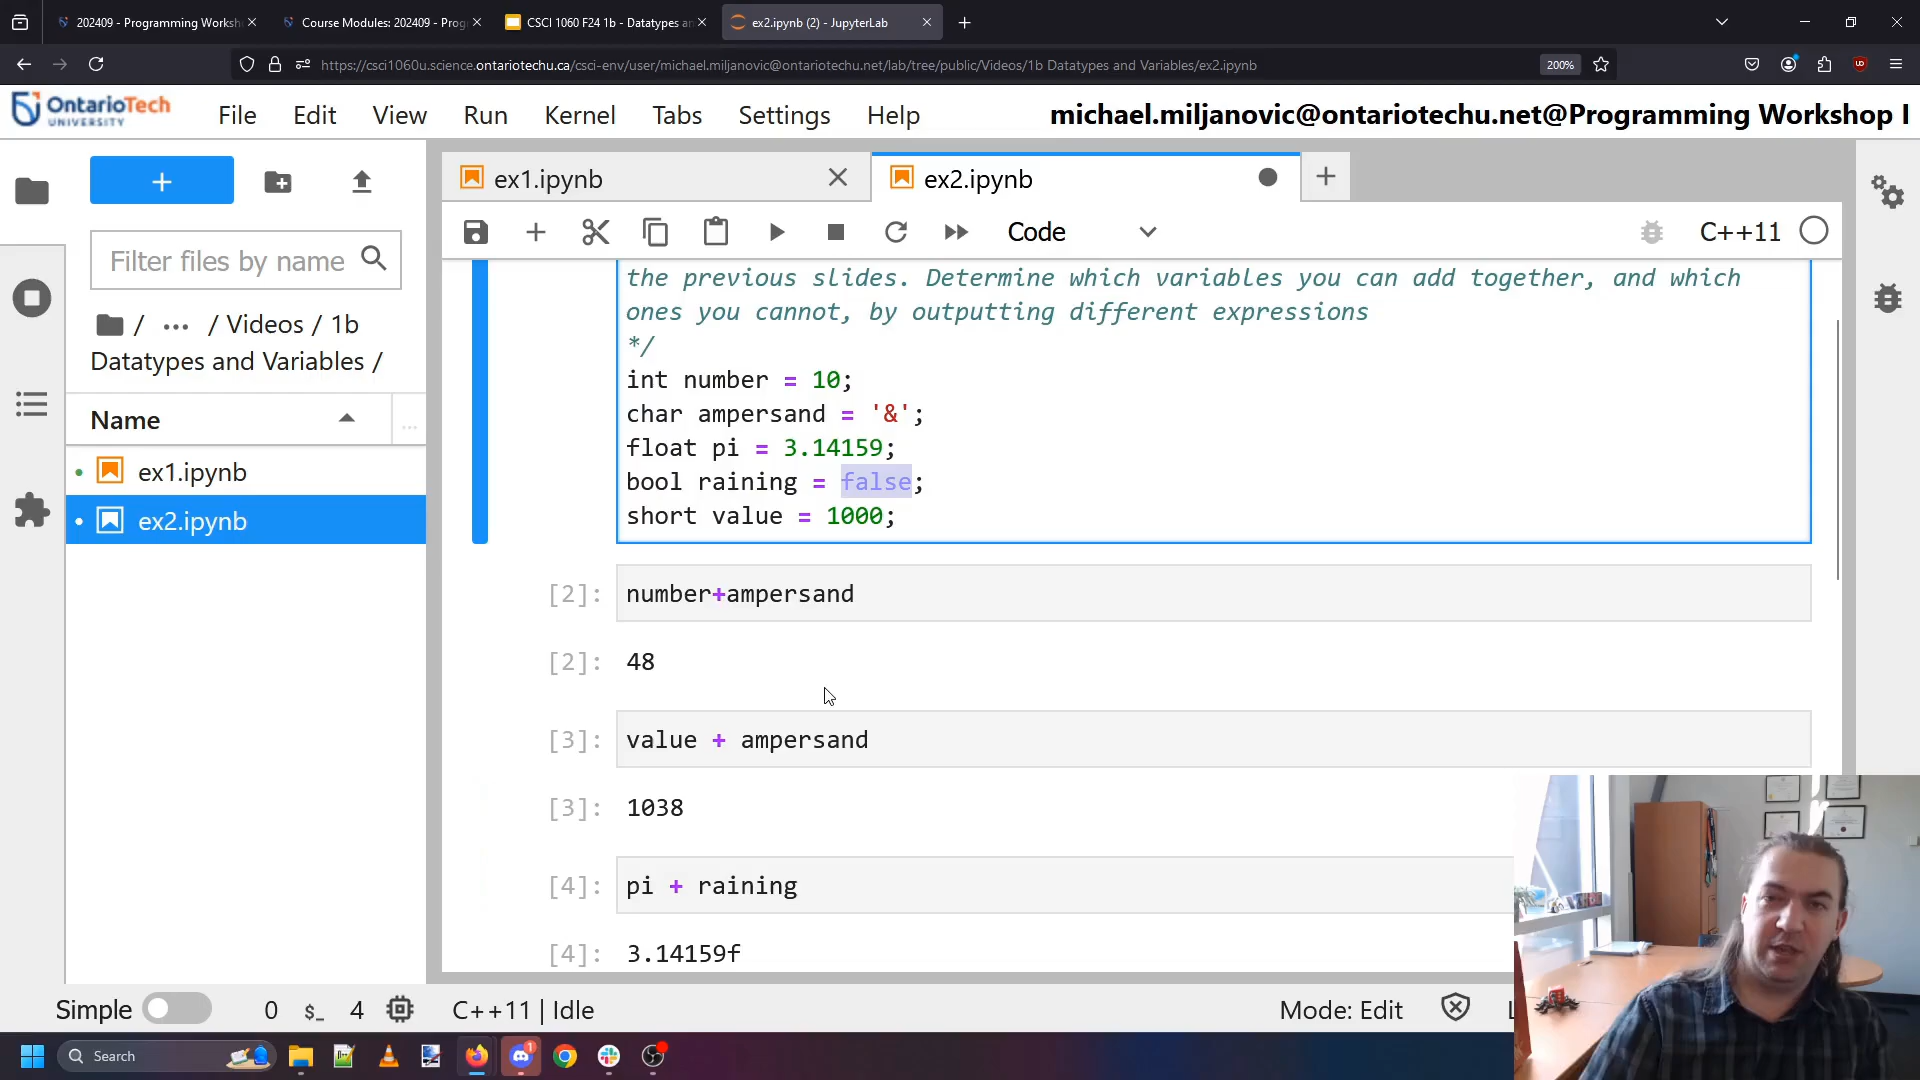 202409 - Programming Worksh
Course Modules: 202409 - Prog
CSCI 1060 F24 1b - Datatypes an
ex2.ipynb (2) - JupyterLab
https://csci1060u.science.ontariotechu.ca/csci-env/user/michael.miljanovic@ontariotechu.net/lab/tree/public/Videos/1b Datatypes and Variables/ex2.ipynb
200%
OntarioTech
UNIVERSITY
File Edit View Run Kernel Tabs Settings Help
michael.miljanovic@ontariotechu.net@Programming Workshop I
+
Filter files by name
/ ... / Videos / 1b
Datatypes and Variables /
Name
...
ex1.ipynb
ex2.ipynb
ex1.ipynb
ex2.ipynb
Code
C++11
the previous slides. Determine which variables you can add together, and which
ones you cannot, by outputting different expressions
*/
int number = 10;
char ampersand = '&';
float pi = 3.14159;
bool raining = false;
short value = 1000;
[2]: number+ampersand
[2]: 48
[3]: value + ampersand
[3]: 1038
[4]: pi + raining
[4]: 3.14159f
Simple
0
$_
4
C++11 | Idle
Mode: Edit
Search
1